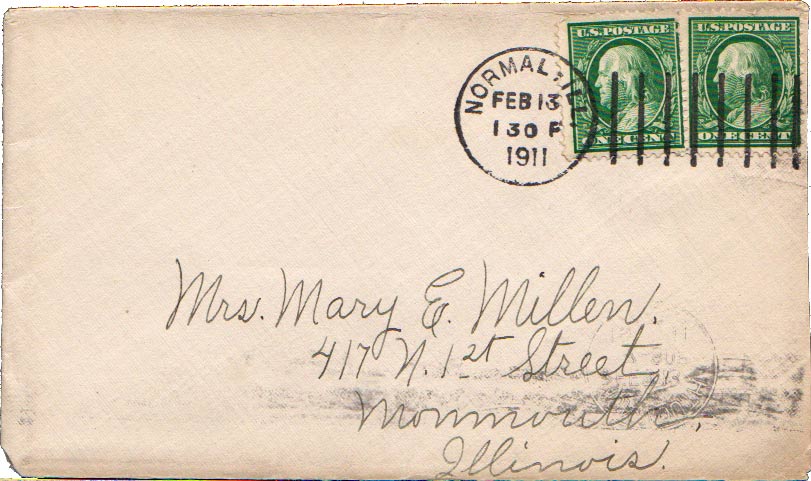 U.S. POSTAGE U.S. POSTAGE
NORMAL, ILL.
FEB 13
1 30 P
1911
ONE CENT ONE CENT
Mrs. Mary E. Millen.
417 N. 1st Street,
Monmouth,
Illinois.